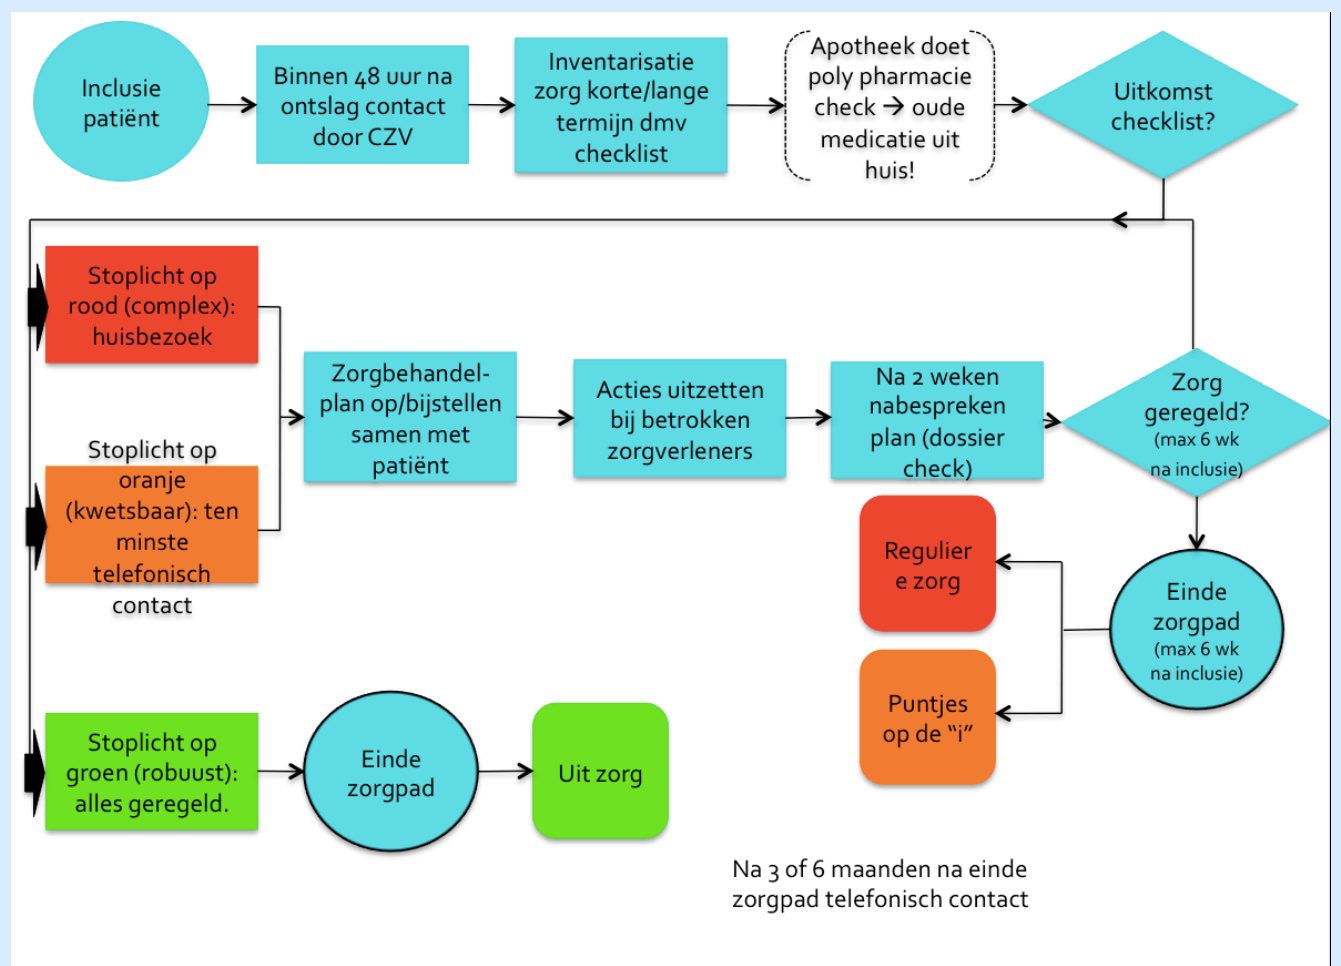 Inclusie
patiënt
Binnen 48 uur na
ontslag contact
door CZV
Inventarisatie
zorg korte/lange
termijn dmv
checklist
Apotheek doet
poly pharmacie
check → oude
medicatie uit
huis!
Uitkomst
checklist?
Stoplicht op
rood (complex):
huisbezoek
Stoplicht op
oranje
(kwetsbaar): ten
minste
telefonisch
contact
Zorgbehandel-
plan op/bijstellen
samen met
patiënt
Acties uitzetten
bij betrokken
zorgverleners
Na 2 weken
nabespreken
plan (dossier
check)
Zorg
geregeld?
(max 6 wk
na inclusie)
Regulier
e zorg
Einde
zorgpad
(max 6 wk
na inclusie)
Puntjes
op de “i”
Stoplicht op
groen (robuust):
alles geregeld.
Einde
zorgpad
Uit zorg
Na 3 of 6 maanden na einde
zorgpad telefonisch contact